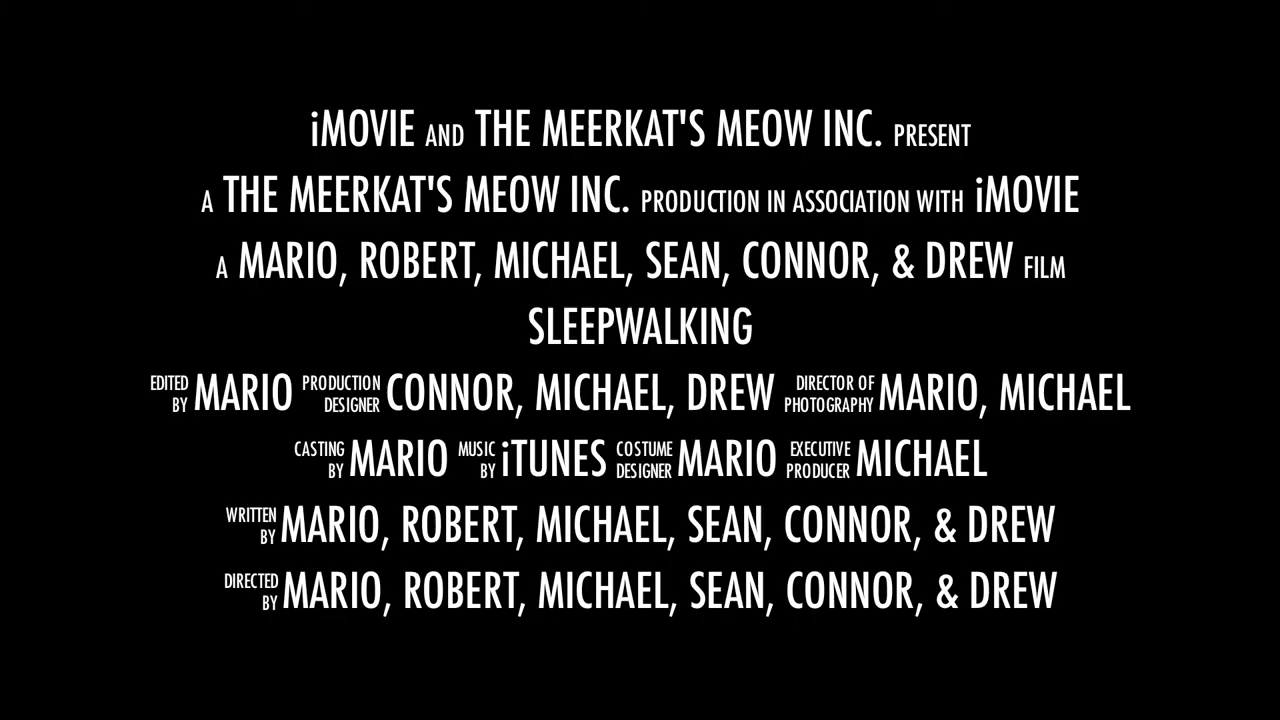 iMOVIE AND THE MEERKAT'S MEOW INC. PRESENT
A THE MEERKAT'S MEOW INC. PRODUCTION IN ASSOCIATION WITH iMOVIE
A MARIO, ROBERT, MICHAEL, SEAN, CONNOR, & DREW FILM
SLEEPWALKING
EDITED BY MARIO PRODUCTION DESIGNER CONNOR, MICHAEL, DREW DIRECTOR OF PHOTOGRAPHY MARIO, MICHAEL
CASTING BY MARIO MUSIC BY iTUNES COSTUME DESIGNER MARIO EXECUTIVE PRODUCER MICHAEL
WRITTEN BY MARIO, ROBERT, MICHAEL, SEAN, CONNOR, & DREW
DIRECTED BY MARIO, ROBERT, MICHAEL, SEAN, CONNOR, & DREW